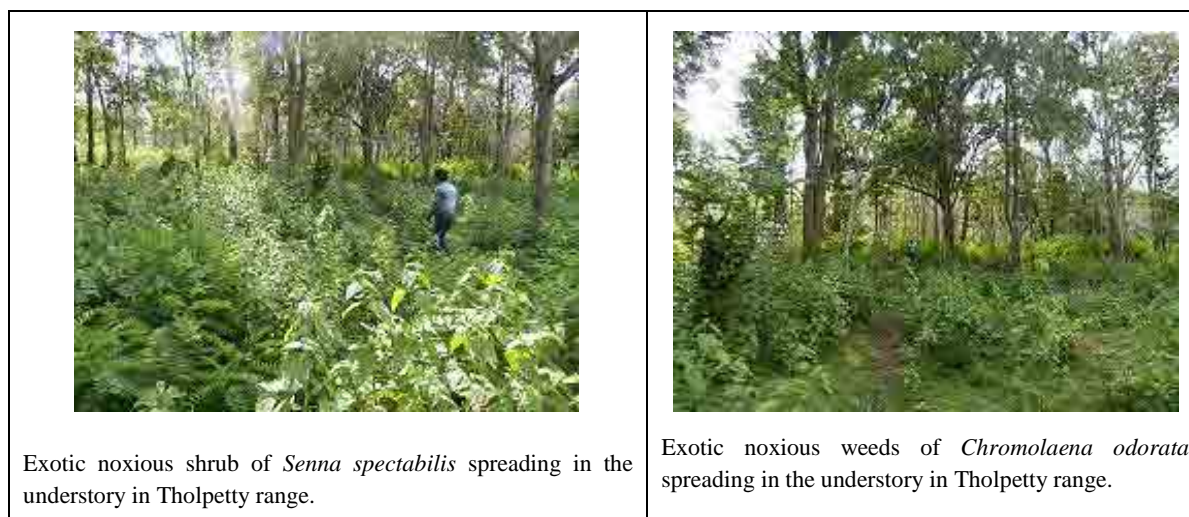 Exotic noxious shrub of Senna spectabilis spreading in the
understory in Tholpetty range.
Exotic noxious weeds of Chromolaena odorata
spreading in the understory in Tholpetty range.